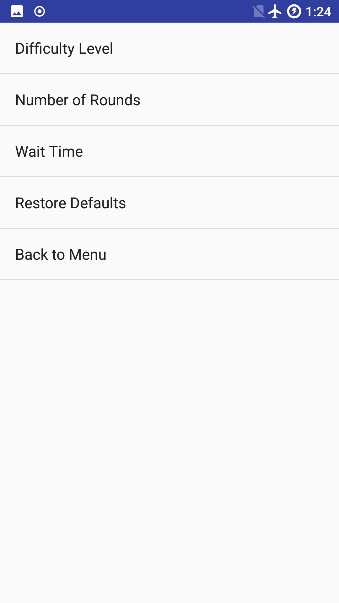 1:24
Difficulty Level
Number of Rounds
Wait Time
Restore Defaults
Back to Menu